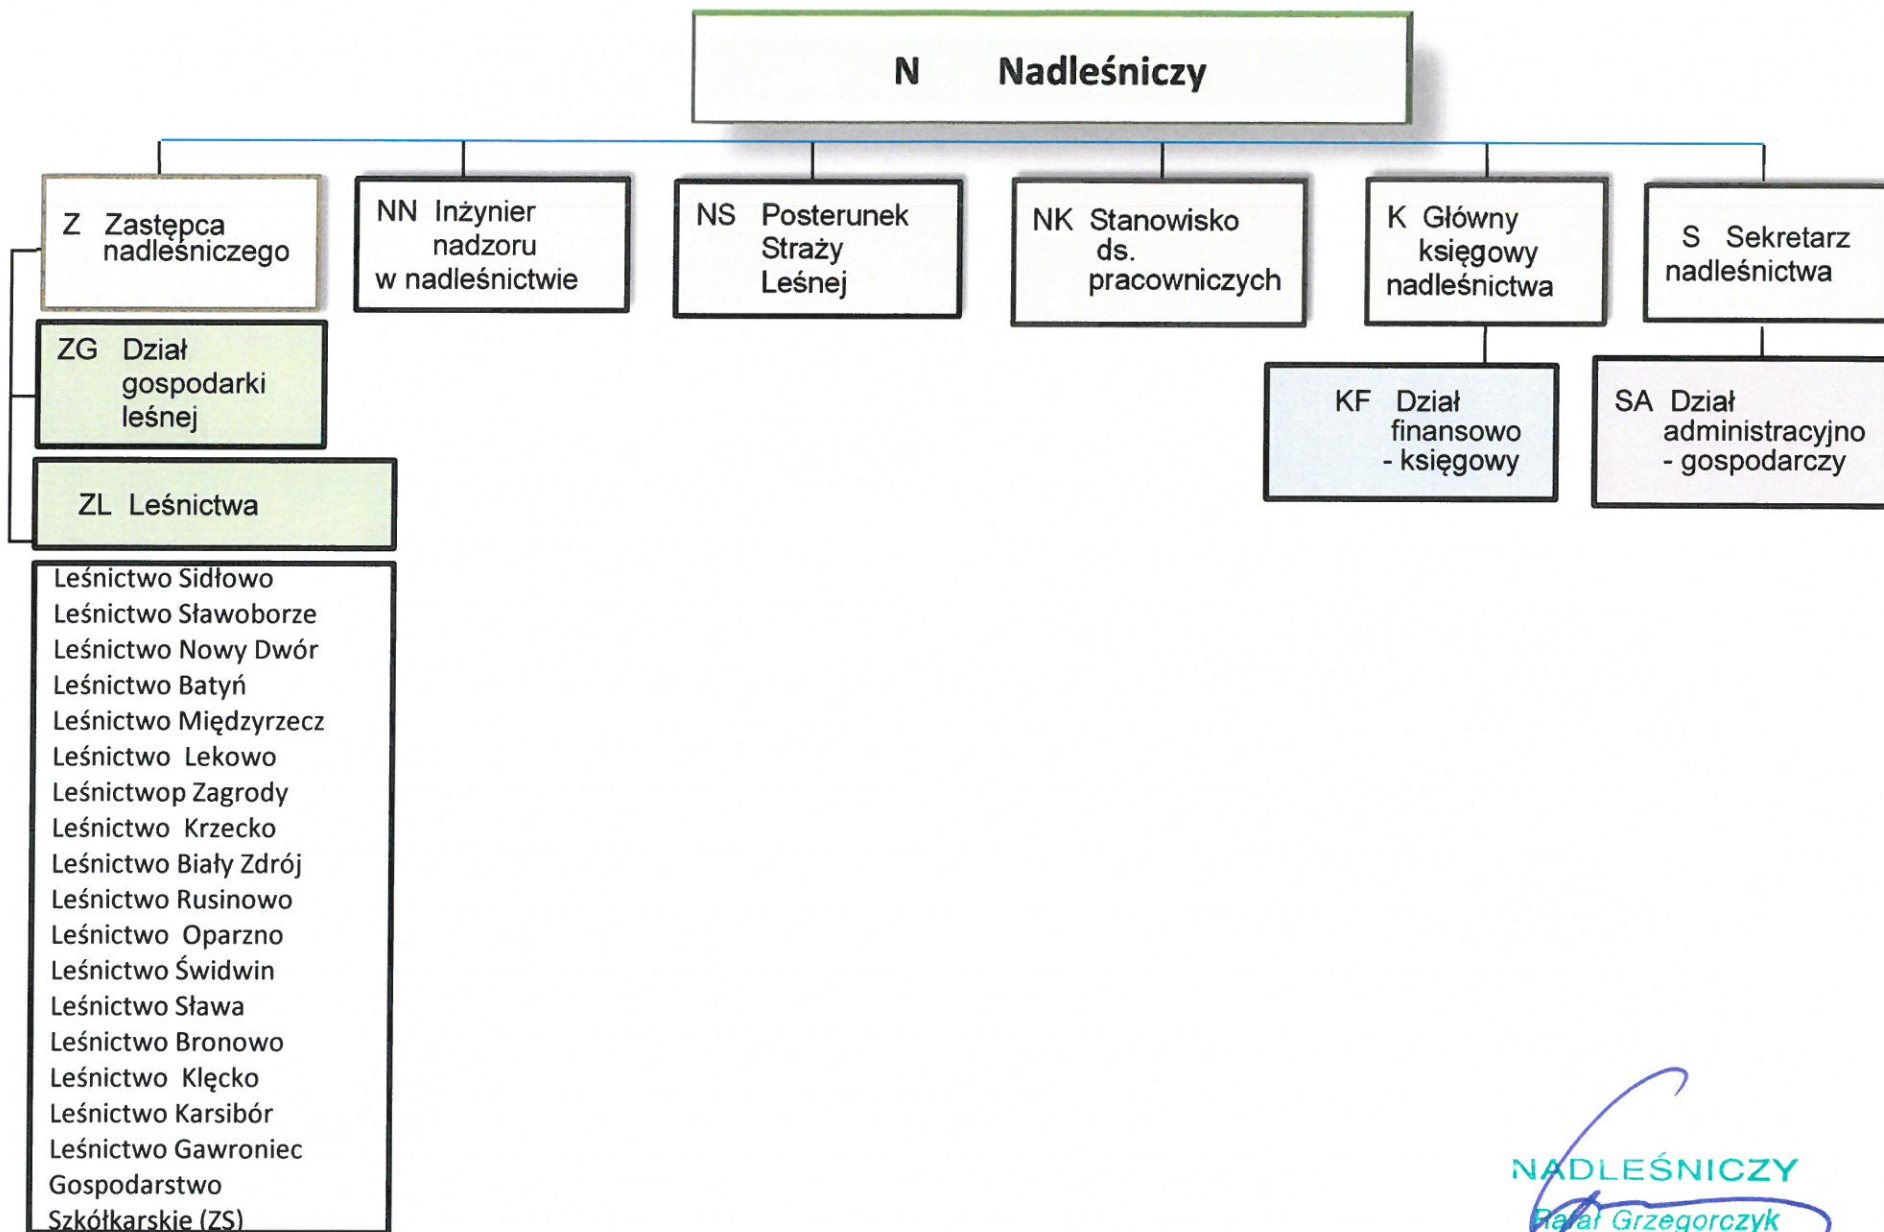 N Nadleśniczy
Z Zastępca
nadleśniczego
NN Inżynier
nadzoru
w nadleśnictwie
NS Posterunek
Straży
Leśnej
NK Stanowisko
ds.
pracowniczych
K Główny
księgowy
nadleśnictwa
S Sekretarz
nadleśnictwa
ZG Dział
gospodarki
leśnej
KF Dział
finansowo
- księgowy
SA Dział
administracyjno
- gospodarczy
ZL Leśnictwa
Leśnictwo Sidłowo
Leśnictwo Sławoborze
Leśnictwo Nowy Dwór
Leśnictwo Batyń
Leśnictwo Międzyrzecz
Leśnictwo Lekowo
Leśnictwop Zagrody
Leśnictwo Krzecko
Leśnictwo Biały Zdrój
Leśnictwo Rusinowo
Leśnictwo Oparzno
Leśnictwo Świdwin
Leśnictwo Sława
Leśnictwo Bronowo
Leśnictwo Klęcko
Leśnictwo Karsibór
Leśnictwo Gawroniec
Gospodarstwo
Szkółkarskie (ZS)
NADLEŚNICZY
Rafał Grzegorczyk